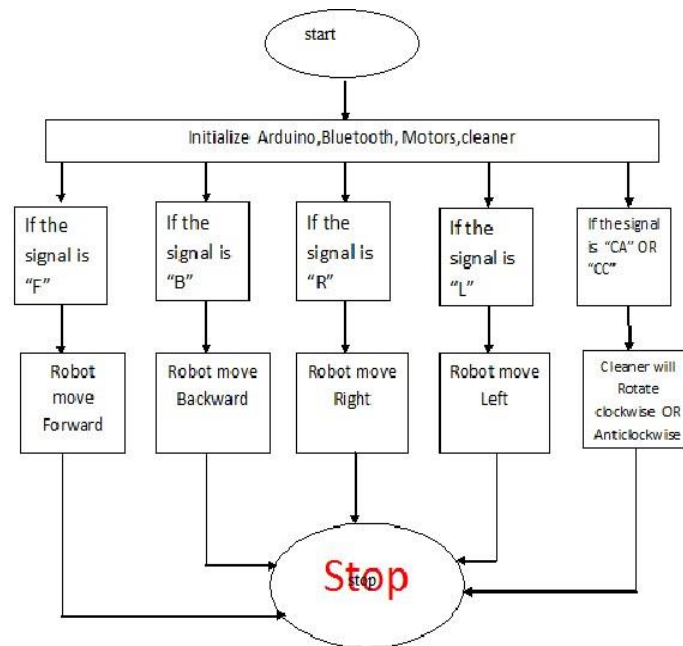 start
Initialize Arduino,Bluetooth, Motors,cleaner
If the
signal is
“F”
If the
signal is
“B”
If the
signal is
“R”
If the
signal is
“L”
If the signal
is “CA” OR
“CC”
Robot
move
Forward
Robot move
Backward
Robot move
Right
Robot move
Left
Cleaner will
Rotate
clockwise OR
Anticlockwise
Stop
stop